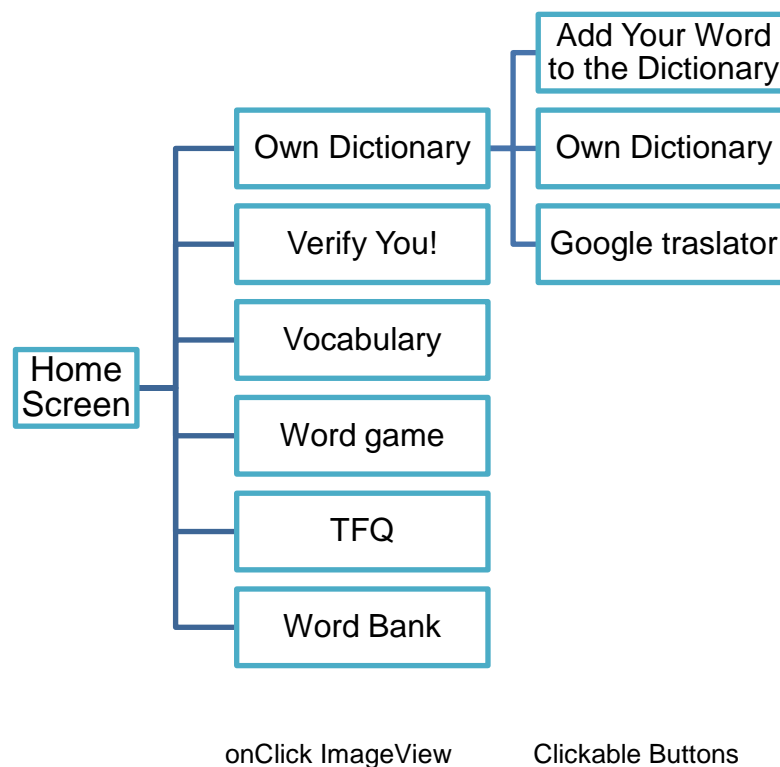 Home
Screen
Own Dictionary
Verify You!
Vocabulary
Word game
TFQ
Word Bank
Add Your Word
to the Dictionary
Own Dictionary
Google traslator
onClick ImageView
Clickable Buttons